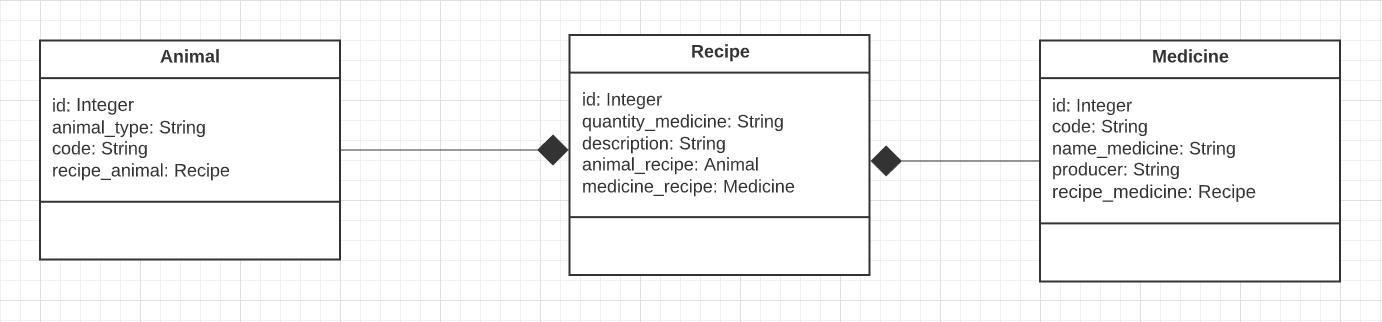 Animal
id: Integer
animal_type: String
code: String
recipe_animal: Recipe
Recipe
id: Integer
quantity_medicine: String
description: String
animal_recipe: Animal
medicine_recipe: Medicine
Medicine
id: Integer
code: String
name_medicine: String
producer: String
recipe_medicine: Recipe